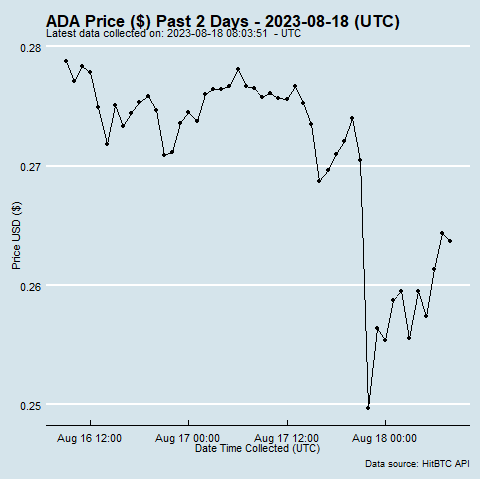 ADA Price ($) Past 2 Days - 2023-08-18 (UTC)
Latest data collected on: 2023-08-18 08:03:51  - UTC
0.28
0.27
0.26
0.25
Price USD ($)
Aug 16 12:00 Aug 17 00:00 Aug 17 12:00 Aug 18 00:00
Date Time Collected (UTC)
Data source: HitBTC API